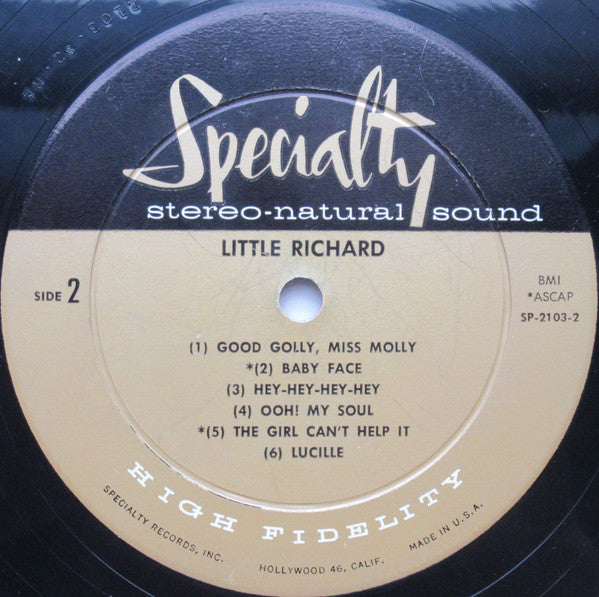 Specialty
stereo-natural sound
LITTLE RICHARD
SIDE 2
BMI
*ASCAP
SP-2103-2
(1) GOOD GOLLY, MISS MOLLY
*(2) BABY FACE
(3) HEY-HEY-HEY-HEY
(4) OOH! MY SOUL
*(5) THE GIRL CAN'T HELP IT
(6) LUCILLE
HIGH FIDELITY
SPECIALTY RECORDS, INC.
HOLLYWOOD 46, CALIF.
MADE IN U.S.A.